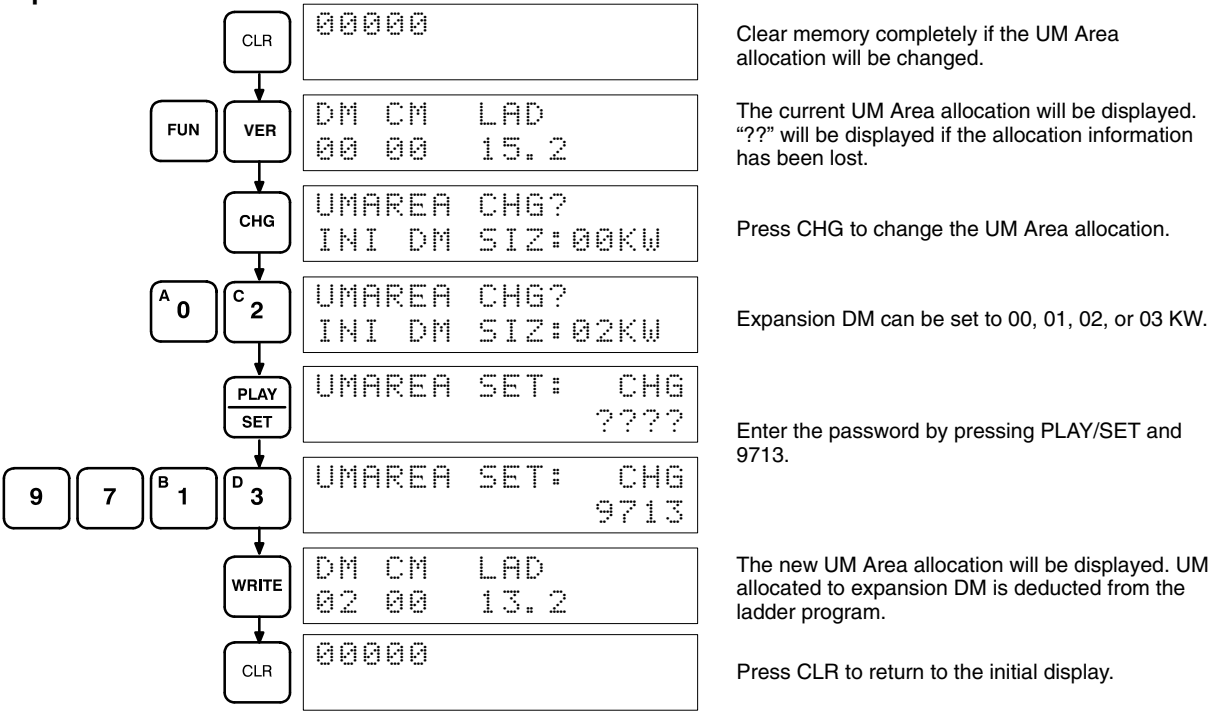 CLR
00000
Clear memory completely if the UM Area
allocation will be changed.
FUN VER
DM CM LAD
00 00 15.2
The current UM Area allocation will be displayed.
“??” will be displayed if the allocation information
has been lost.
CHG
UMAREA CHG?
INI DM SIZ:00KW
Press CHG to change the UM Area allocation.
A 0 C 2
UMAREA CHG?
INI DM SIZ:02KW
Expansion DM can be set to 00, 01, 02, or 03 KW.
PLAY
SET
UMAREA SET: CHG
????
Enter the password by pressing PLAY/SET and
9713.
9 7 B 1 D 3
UMAREA SET: CHG
9713
WRITE
DM CM LAD
02 00 13.2
The new UM Area allocation will be displayed. UM
allocated to expansion DM is deducted from the
ladder program.
CLR
00000
Press CLR to return to the initial display.